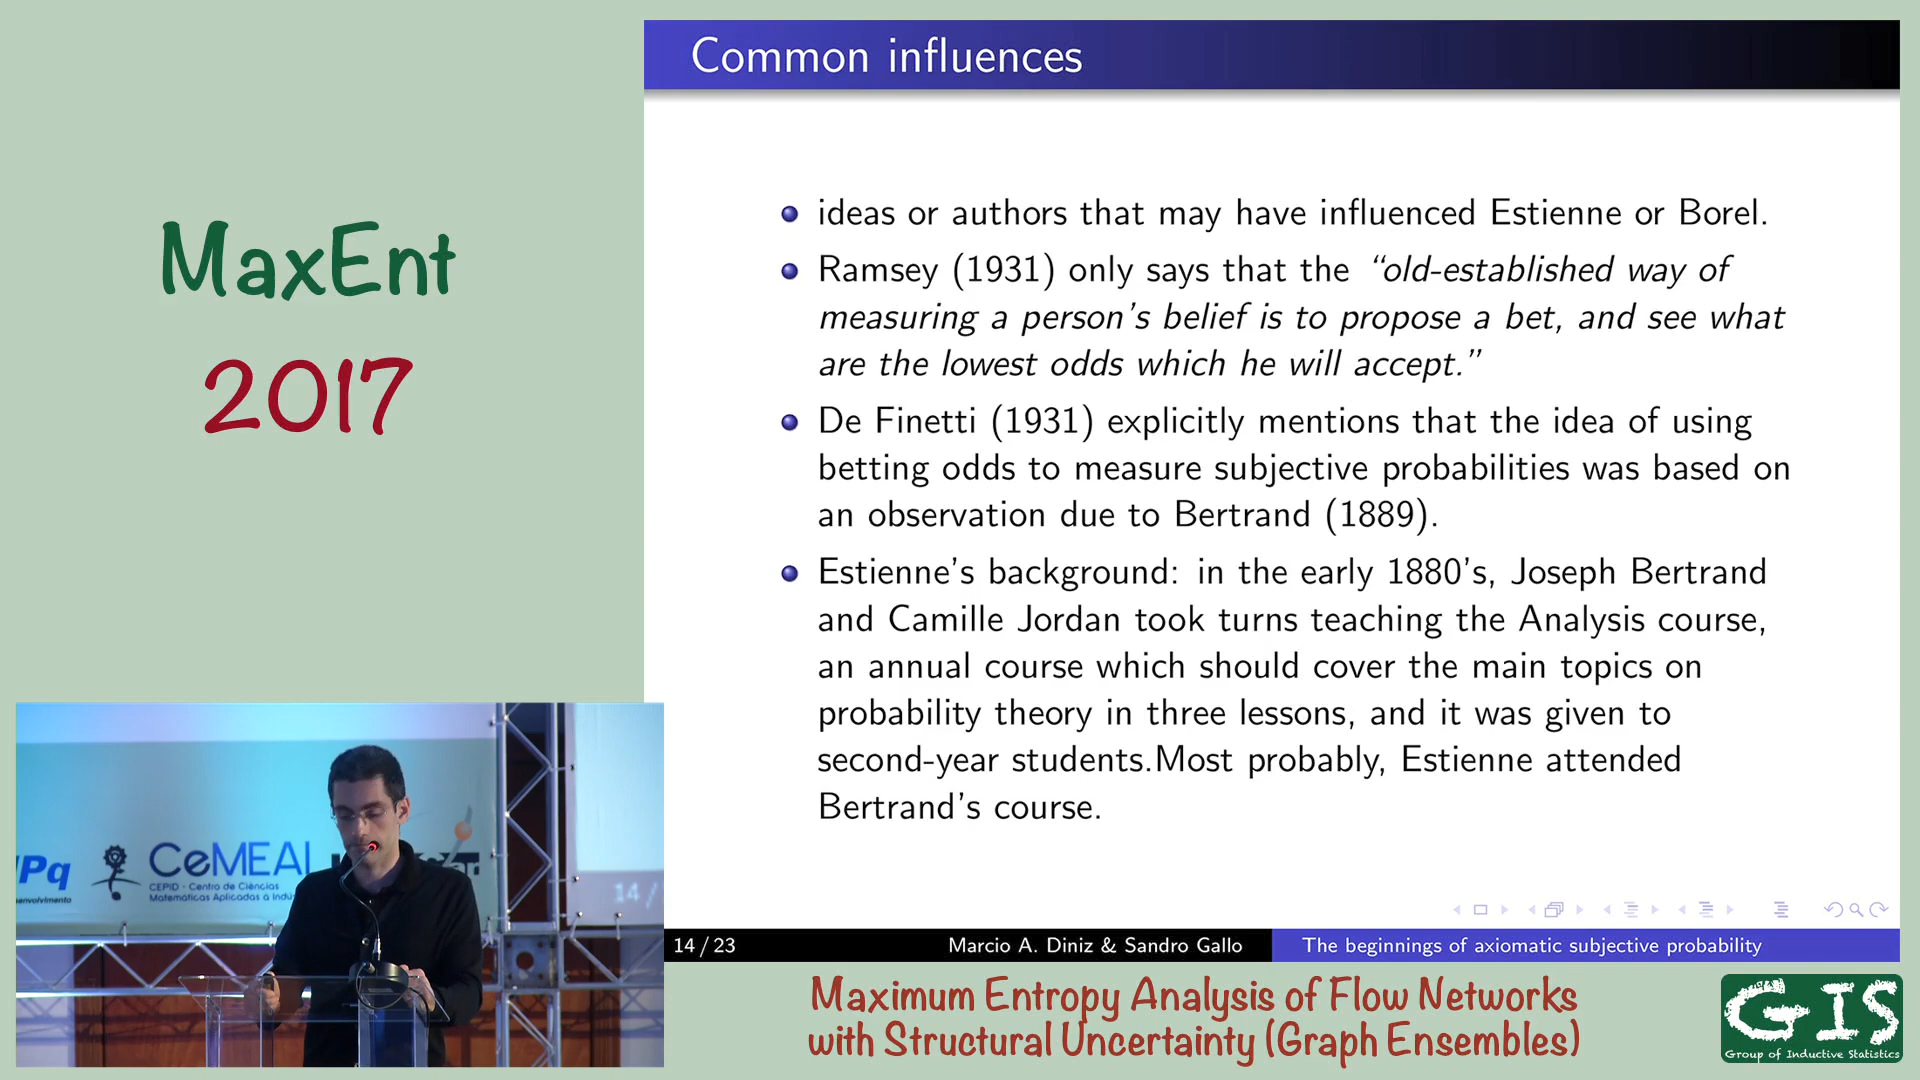 MaxEnt
2017
Common influences
ideas or authors that may have influenced Estienne or Borel.
Ramsey (1931) only says that the "old-established way of
measuring a person's belief is to propose a bet, and see what
are the lowest odds which he will accept."
De Finetti (1931) explicitly mentions that the idea of using
betting odds to measure subjective probabilities was based on
an observation due to Bertrand (1889).
Estienne's background: in the early 1880's, Joseph Bertrand
and Camille Jordan took turns teaching the Analysis course,
an annual course which should cover the main topics on
probability theory in three lessons, and it was given to
second-year students.Most probably, Estienne attended
Bertrand's course.
14 / 23
Marcio A. Diniz & Sandro Gallo
The beginnings of axiomatic subjective probability
Pq
CeMEAI
CEPID - Centro de Ciências
Matemáticas Aplicadas à Indú
14 /
Maximum Entropy Analysis of Flow Networks
with Structural Uncertainty (Graph Ensembles)
GIS
Group of Inductive Statistics